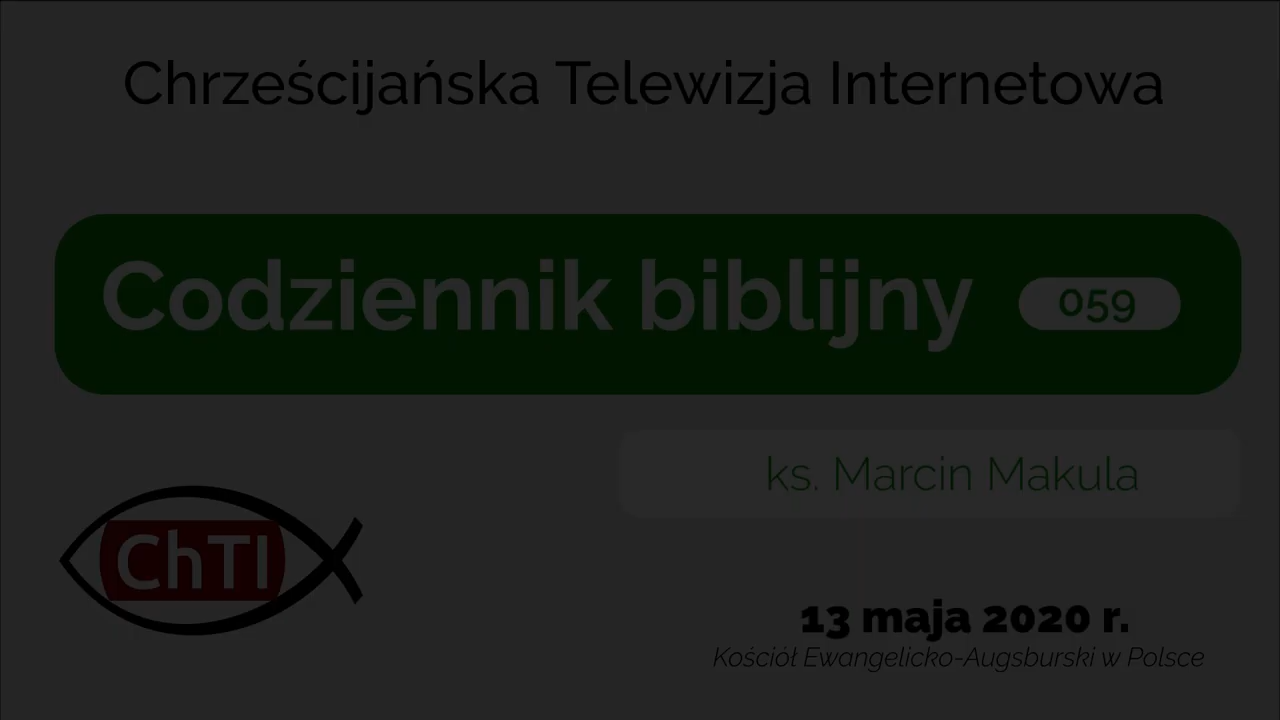 Chrześcijańska Telewizja Internetowa
Codziennik biblijny 059
ks. Marcin Makula
ChTI
13 maja 2020 r.
Kościół Ewangelicko-Augsburski w Polsce